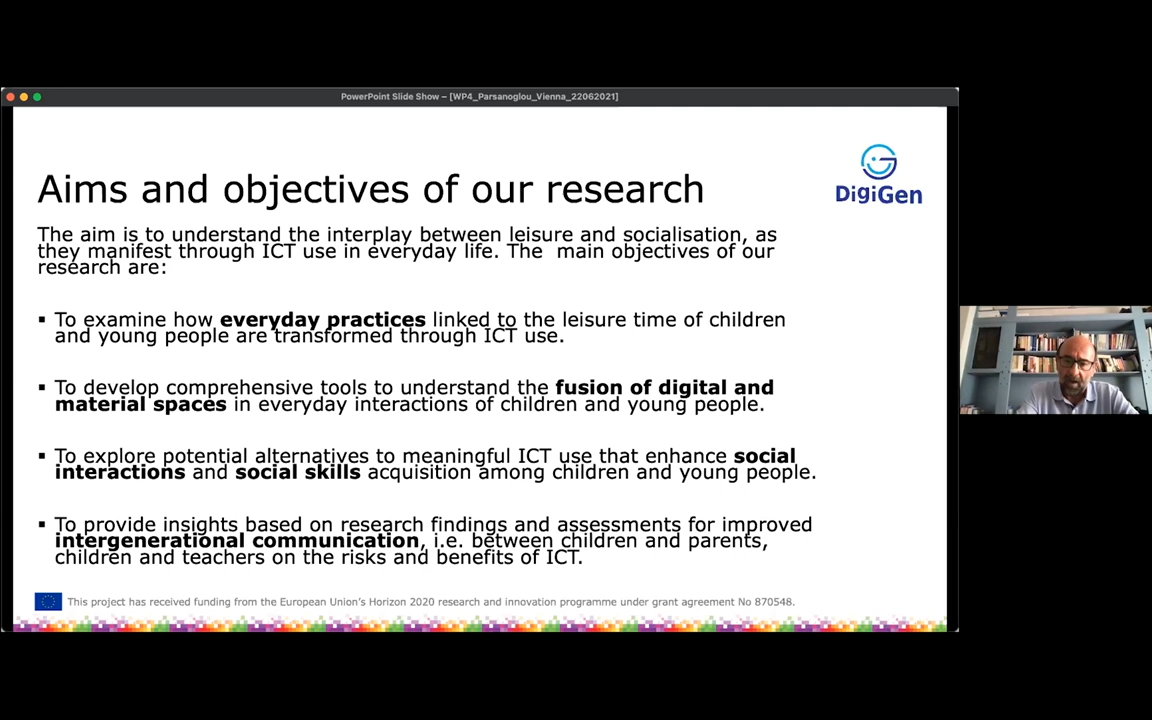 PowerPoint Slide Show – [WP4_Parsanoglou_Vienna_22062021]
Aims and objectives of our research
DigiGen
The aim is to understand the interplay between leisure and socialisation, as
they manifest through ICT use in everyday life. The  main objectives of our
research are:
▪ To examine how everyday practices linked to the leisure time of children
and young people are transformed through ICT use.
▪ To develop comprehensive tools to understand the fusion of digital and
material spaces in everyday interactions of children and young people.
▪ To explore potential alternatives to meaningful ICT use that enhance social
interactions and social skills acquisition among children and young people.
▪ To provide insights based on research findings and assessments for improved
intergenerational communication, i.e. between children and parents,
children and teachers on the risks and benefits of ICT.
This project has received funding from the European Union's Horizon 2020 research and innovation programme under grant agreement No 870548.